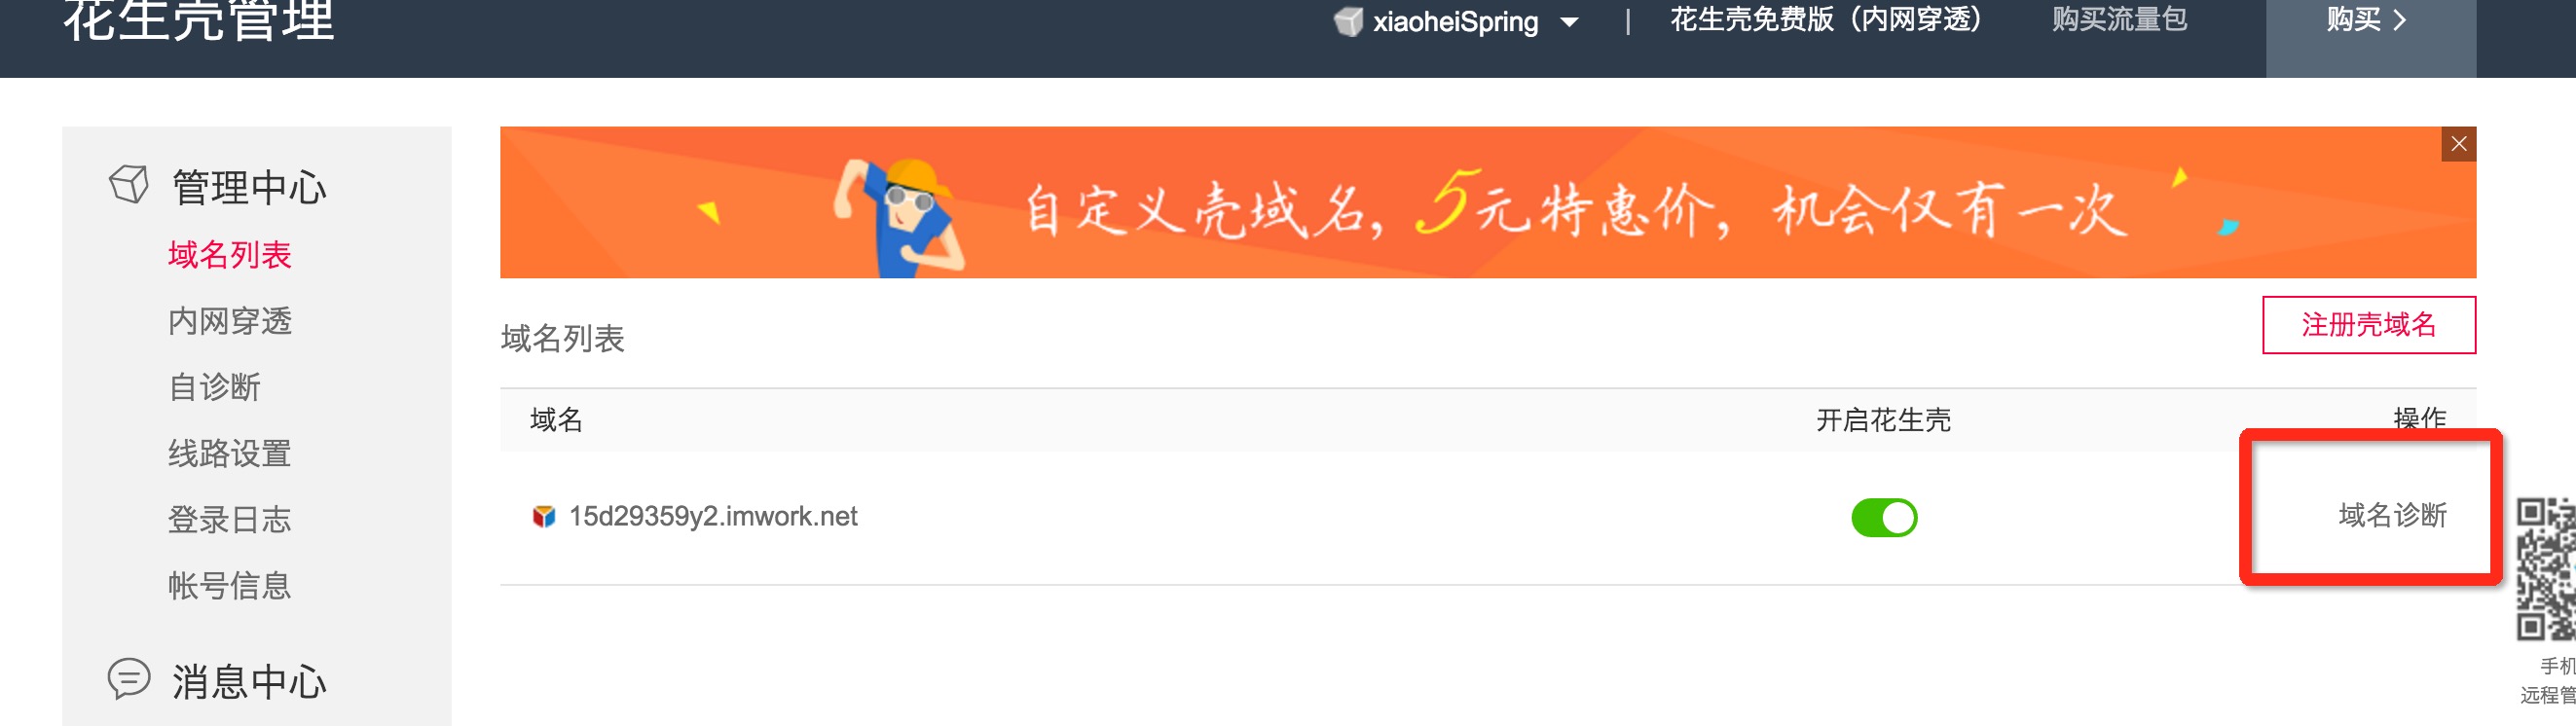 花生壳管理
xiaoheiSpring | 花生壳免费版（内网穿透） 购买流量包 购买
管理中心
域名列表
内网穿透
自诊断
线路设置
登录日志
帐号信息
消息中心
自定义壳域名，5元特惠价，机会仅有一次
域名列表
注册壳域名
域名 开启花生壳 操作
15d29359y2.imwork.net 域名诊断
手机
远程管